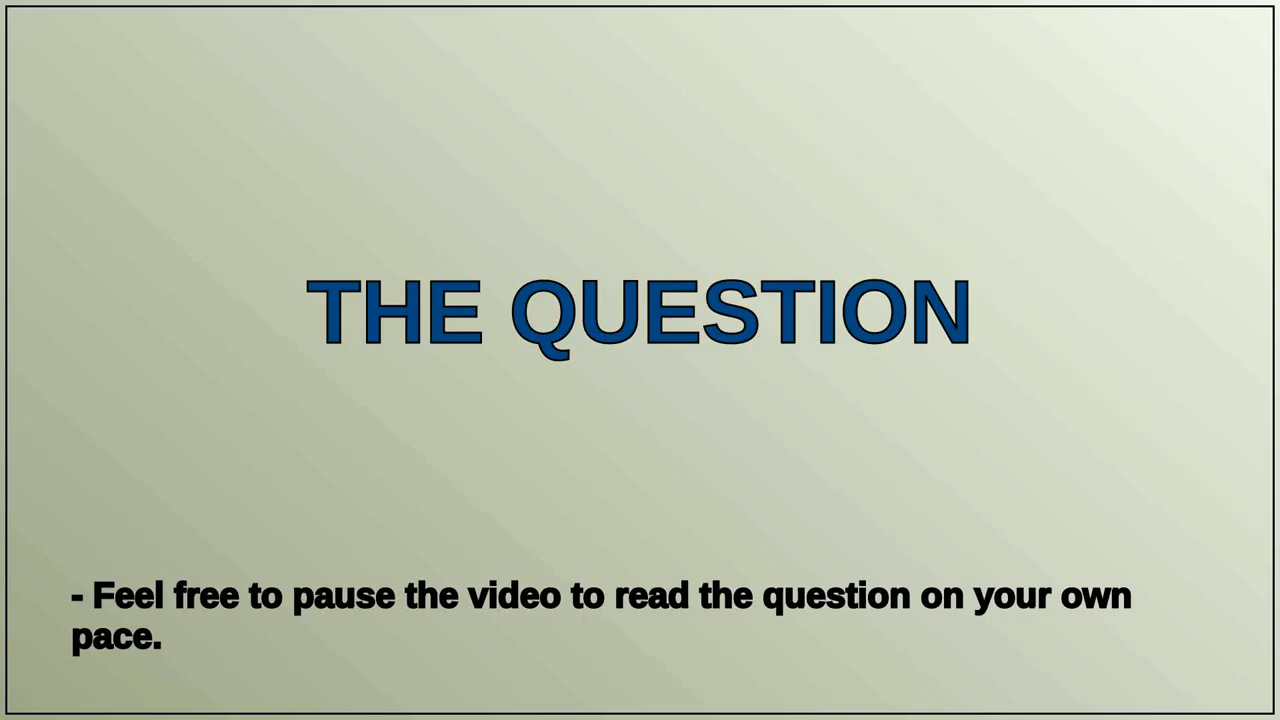 THE QUESTION
- Feel free to pause the video to read the question on your own
pace.